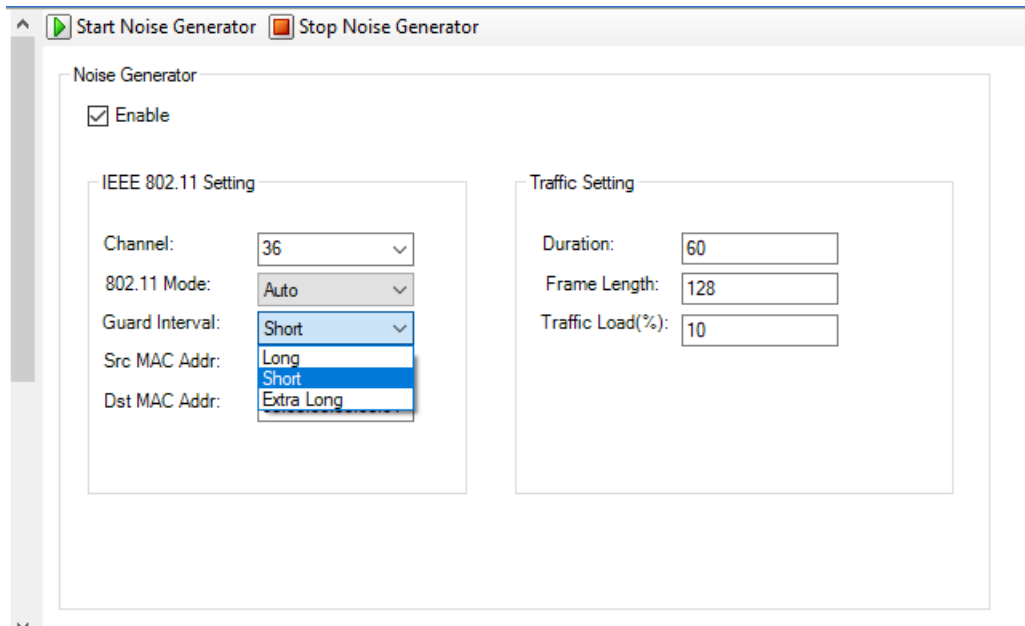 Start Noise Generator Stop Noise Generator
Noise Generator
Enable
IEEE 802.11 Setting
Channel: 36
802.11 Mode: Auto
Guard Interval: Short
Long
Short
Extra Long
Src MAC Addr:
Dst MAC Addr:
Traffic Setting
Duration: 60
Frame Length: 128
Traffic Load(%): 10